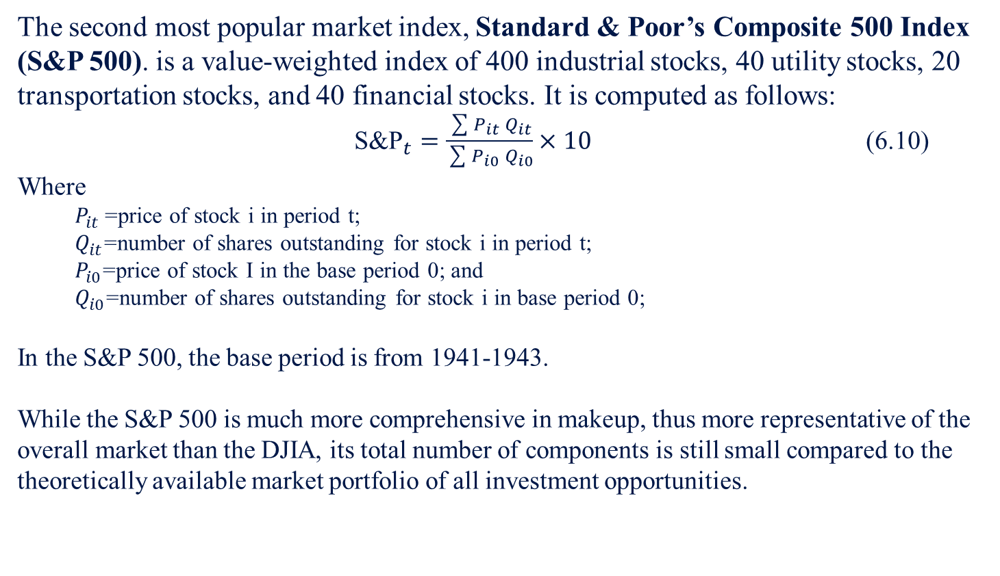 The second most popular market index, Standard & Poor’s Composite 500 Index
(S&P 500). is a value-weighted index of 400 industrial stocks, 40 utility stocks, 20
transportation stocks, and 40 financial stocks. It is computed as follows:
S&P_t = \frac{\sum P_{it} Q_{it}}{\sum P_{i0} Q_{i0}} × 10 (6.10)
Where
P_{it} =price of stock i in period t;
Q_{it}=number of shares outstanding for stock i in period t;
P_{i0}=price of stock I in the base period 0; and
Q_{i0}=number of shares outstanding for stock i in base period 0;
In the S&P 500, the base period is from 1941-1943.
While the S&P 500 is much more comprehensive in makeup, thus more representative of the
overall market than the DJIA, its total number of components is still small compared to the
theoretically available market portfolio of all investment opportunities.